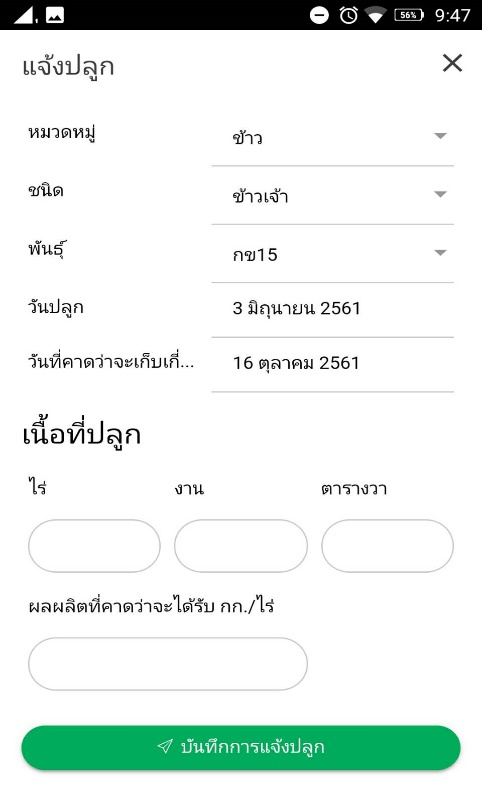 56% 9:47
แจ้งปลูก
หมวดหมู่ ข้าว
ชนิด ข้าวเจ้า
พันธุ์ กข15
วันปลูก 3 มิถุนายน 2561
วันที่คาดว่าจะเก็บเกี่... 16 ตุลาคม 2561
เนื้อที่ปลูก
ไร่ งาน ตารางวา
ผลผลิตที่คาดว่าจะได้รับ กก./ไร่
บันทึกการแจ้งปลูก